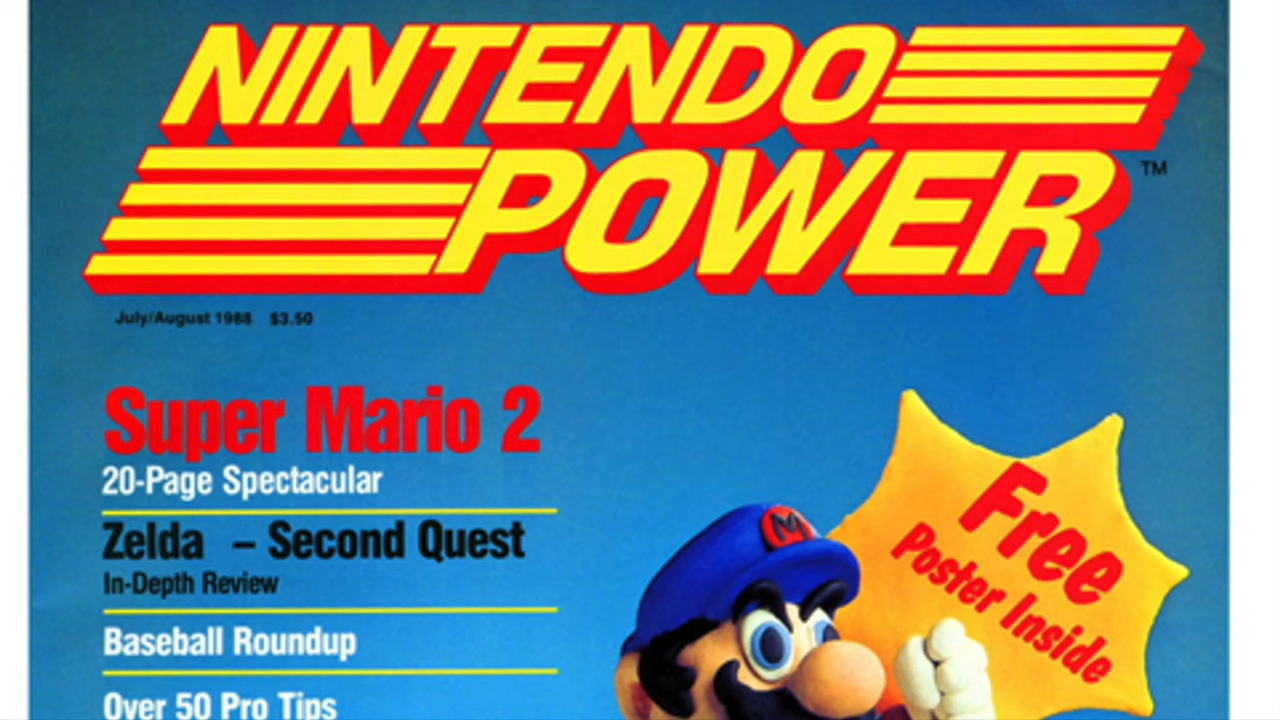 NINTENDO
POWER
TM
July/August 1988 $3.50
Super Mario 2
20-Page Spectacular
Zelda – Second Quest
In-Depth Review
Baseball Roundup
Over 50 Pro Tips
M
Free
Poster Inside